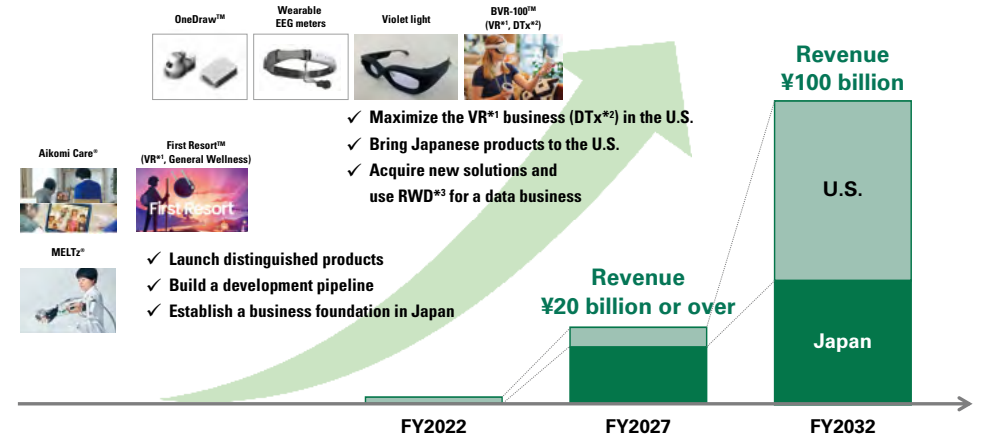 OneDraw™
Wearable
EEG meters
Violet light
BVR-100™
(VR*¹, DTx*²)
✓ Maximize the VR*¹ business (DTx*²) in the U.S.
✓ Bring Japanese products to the U.S.
✓ Acquire new solutions and
use RWD*³ for a data business
Aikomi Care®
First Resort™
(VR*¹, General Wellness)
First Resort
MELTz®
✓ Launch distinguished products
✓ Build a development pipeline
✓ Establish a business foundation in Japan
Revenue
¥20 billion or over
Revenue
¥100 billion
U.S.
Japan
FY2022
FY2027
FY2032